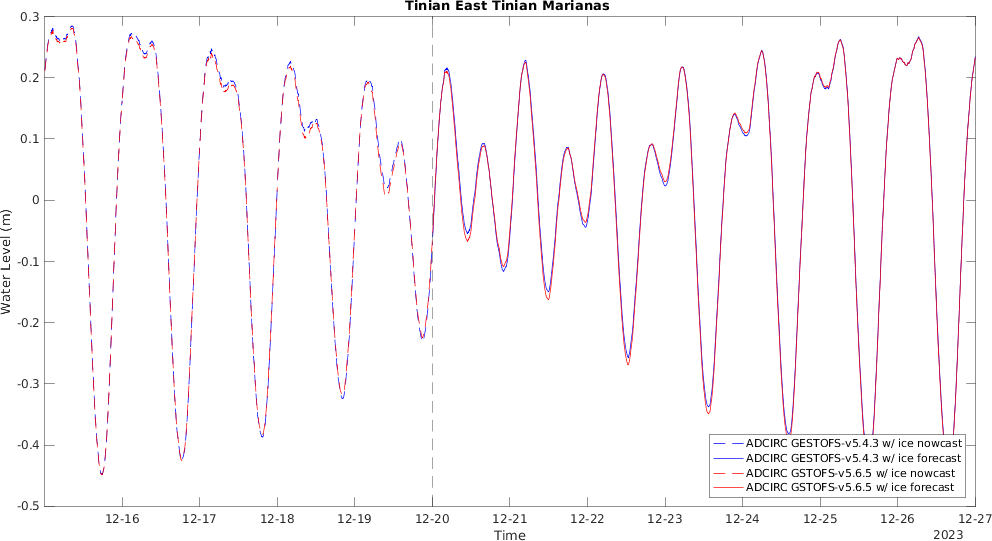 Tinian East Tinian Marianas
0.3
0.2
0.1
0
-0.1
-0.2
-0.3
-0.4
-0.5
Water Level (m)
ADCIRC GESTOFS-v5.4.3 w/ ice nowcast
ADCIRC GESTOFS-v5.4.3 w/ ice forecast
ADCIRC GSTOFS-v5.6.5 w/ ice nowcast
ADCIRC GSTOFS-v5.6.5 w/ ice forecast
12-16 12-17 12-18 12-19 12-20 12-21 12-22 12-23 12-24 12-25 12-26 12-27
Time
2023